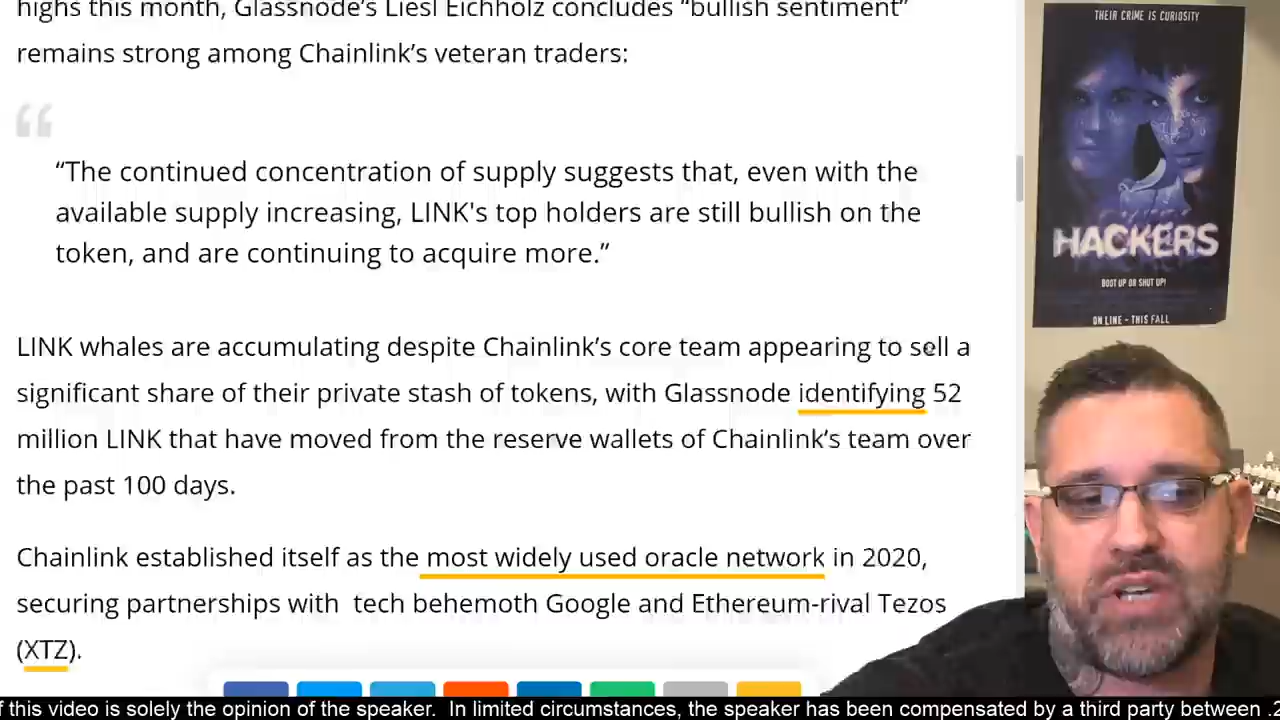 highs this month, Glassnode’s Liesl Eichholz concludes “bullish sentiment”
remains strong among Chainlink’s veteran traders:
“The continued concentration of supply suggests that, even with the
available supply increasing, LINK's top holders are still bullish on the
token, and are continuing to acquire more.”
LINK whales are accumulating despite Chainlink’s core team appearing to sell a
significant share of their private stash of tokens, with Glassnode identifying 52
million LINK that have moved from the reserve wallets of Chainlink’s team over
the past 100 days.
Chainlink established itself as the most widely used oracle network in 2020,
securing partnerships with tech behemoth Google and Ethereum-rival Tezos
(XTZ).
THEIR CRIME IS CURIOSITY
HACKERS
BOOT UP OR SHUT UP!
ON LINE - THIS FALL
f this video is solely the opinion of the speaker. In limited circumstances, the speaker has been compensated by a third party between .2